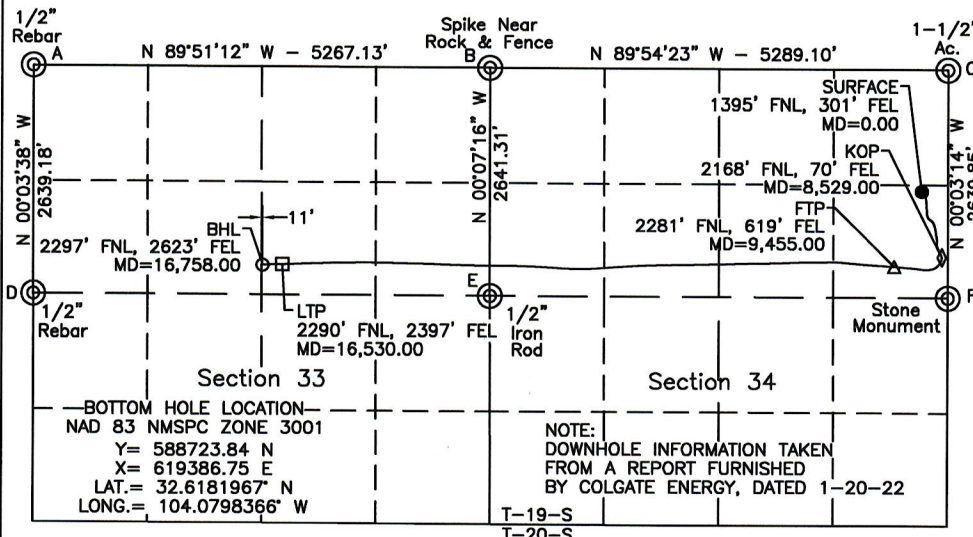 1/2"
Rebar
A
N 89°51'12" W - 5267.13'
Spike Near
Rock & Fence
B
N 89°54'23" W - 5289.10'
1-1/2"
Ac.
C
SURFACE
1395' FNL, 301' FEL
MD=0.00
KOP
2168' FNL, 70' FEL
MD=8,529.00
FTP
2281' FNL, 619' FEL
MD=9,455.00
N 00°03'38" W
2639.18'
N 00°07'16" W
2641.31'
N 00°03'14" W
11'
BHL
2297' FNL, 2623' FEL
MD=16,758.00
D
1/2"
Rebar
LTP
2290' FNL, 2397' FEL
MD=16,530.00
E
1/2"
Iron
Rod
Stone
Monument
F
Section 33
Section 34
BOTTOM HOLE LOCATION
NAD 83 NMSPC ZONE 3001
Y= 588723.84 N
X= 619386.75 E
LAT.= 32.6181967° N
LONG.= 104.0798366° W
NOTE:
DOWNHOLE INFORMATION TAKEN
FROM A REPORT FURNISHED
BY COLGATE ENERGY, DATED 1-20-22
T-19-S
T-20-S